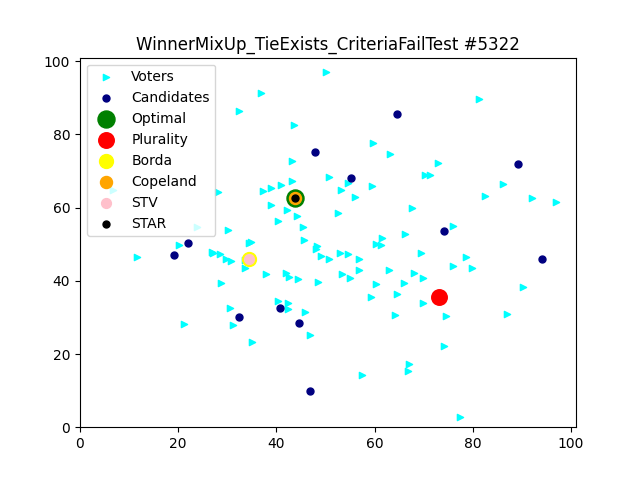 WinnerMixUp_TieExists_CriteriaFailTest #5322
Voters
Candidates
Optimal
Plurality
Borda
Copeland
STV
STAR
100
80
60
40
20
0
0 20 40 60 80 100